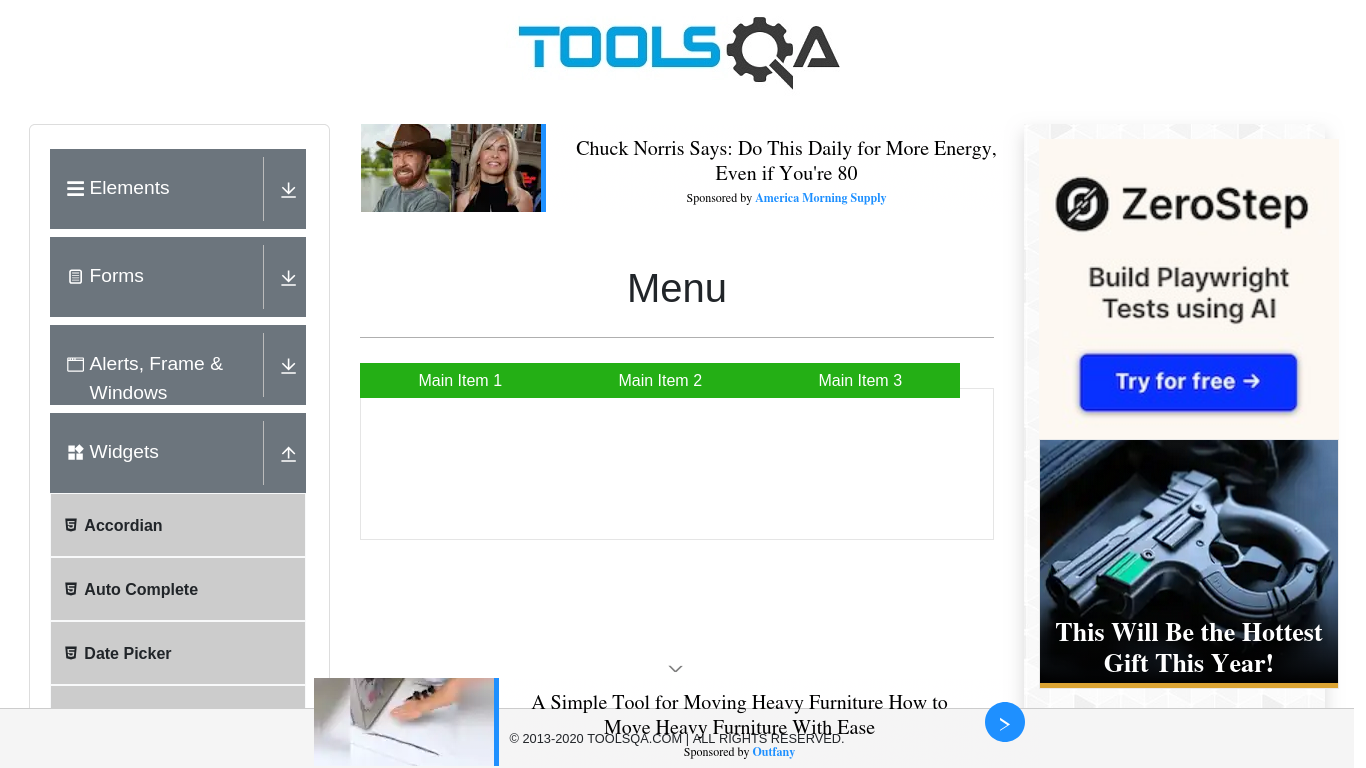 TOOLSQA
Elements
Forms
Alerts, Frame &
Windows
Widgets
Accordian
Auto Complete
Date Picker
Chuck Norris Says: Do This Daily for More Energy,
Even if You're 80
Sponsored by America Morning Supply
Menu
Main Item 1
Main Item 2
Main Item 3
ZeroStep
Build Playwright
Tests using AI
Try for free →
This Will Be the Hottest
Gift This Year!
A Simple Tool for Moving Heavy Furniture How to
Move Heavy Furniture With Ease
© 2013-2020 TOOLSQA.COM | ALL RIGHTS RESERVED.
Sponsored by Outfany